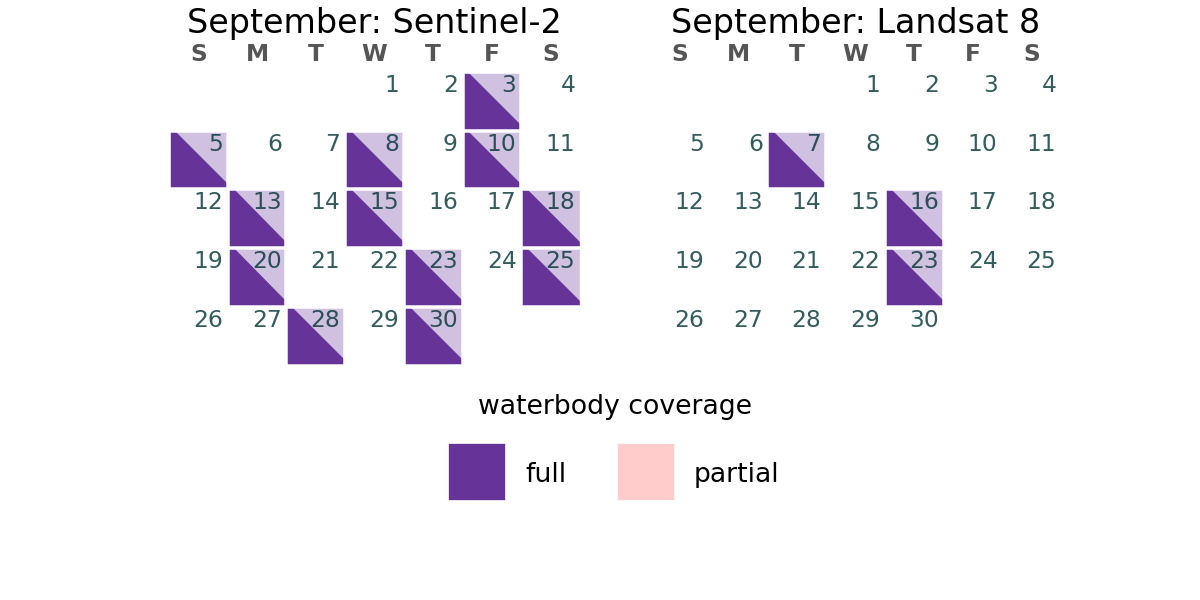 September: Sentinel-2
S M T W T F S
1 2 3 4
5 6 7 8 9 10 11
12 13 14 15 16 17 18
19 20 21 22 23 24 25
26 27 28 29 30
September: Landsat 8
S M T W T F S
1 2 3 4
5 6 7 8 9 10 11
12 13 14 15 16 17 18
19 20 21 22 23 24 25
26 27 28 29 30
waterbody coverage
full partial